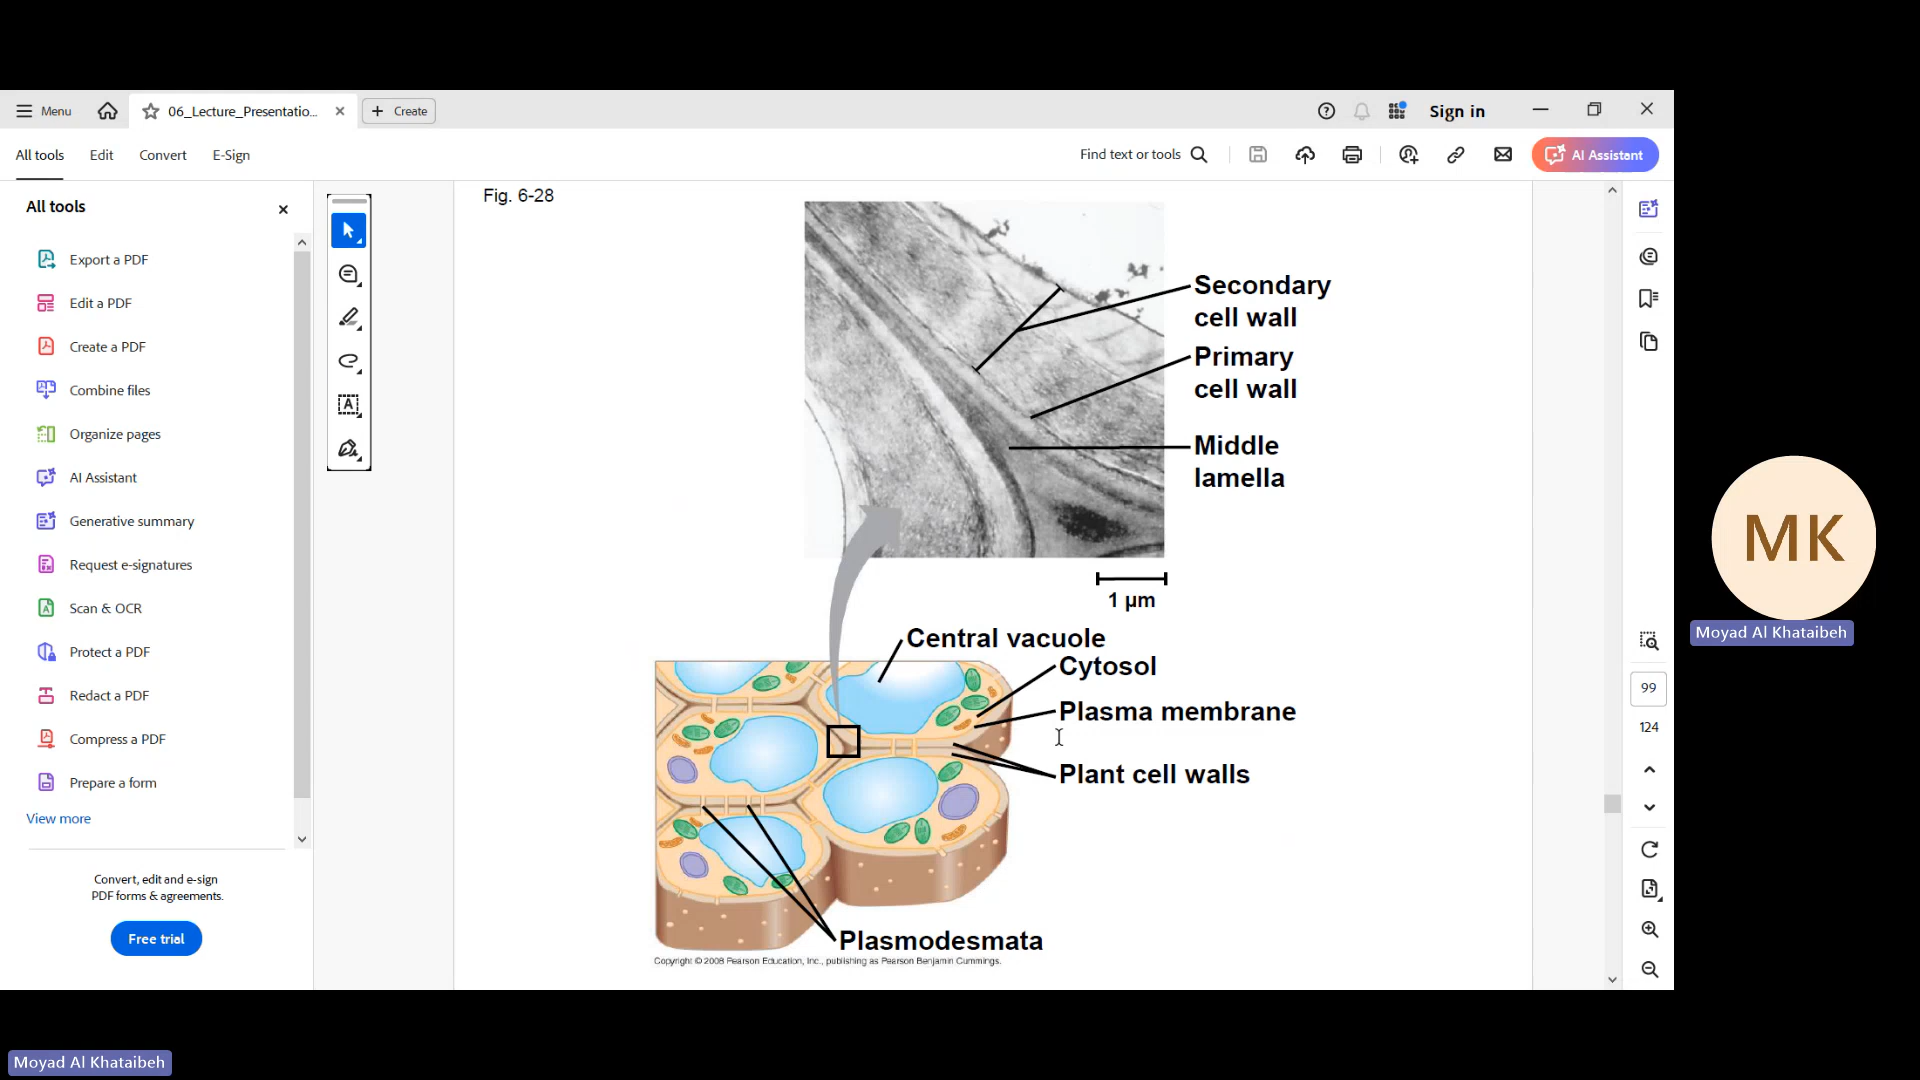 Menu
06_Lecture_Presentatio...
Create
Sign in
All tools
Edit
Convert
E-Sign
Find text or tools
AI Assistant
All tools
Export a PDF
Edit a PDF
Create a PDF
Combine files
Organize pages
AI Assistant
Generative summary
Request e-signatures
Scan & OCR
Protect a PDF
Redact a PDF
Compress a PDF
Prepare a form
View more
Convert, edit and e-sign
PDF forms & agreements.
Free trial
Fig. 6-28
Secondary
cell wall
Primary
cell wall
Middle
lamella
1 µm
Central vacuole
Cytosol
Plasma membrane
Plant cell walls
Plasmodesmata
Copyright © 2008 Pearson Education, Inc., publishing as Pearson Benjamin Cummings.
99
124
MK
Moyad Al Khataibeh
Moyad Al Khataibeh